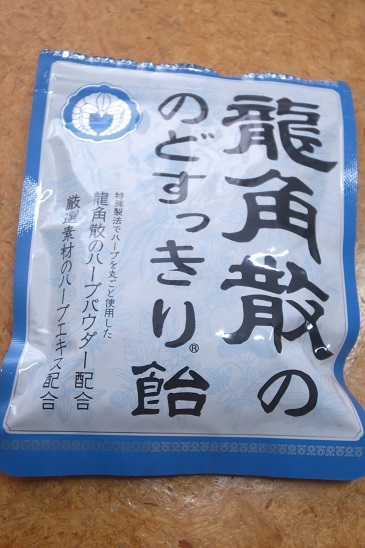 龍角散の
のどすっきり®飴
特殊製法でハーブを丸ごと使用した
龍角散のハーブパウダー配合
厳選素材のハーブエキス配合